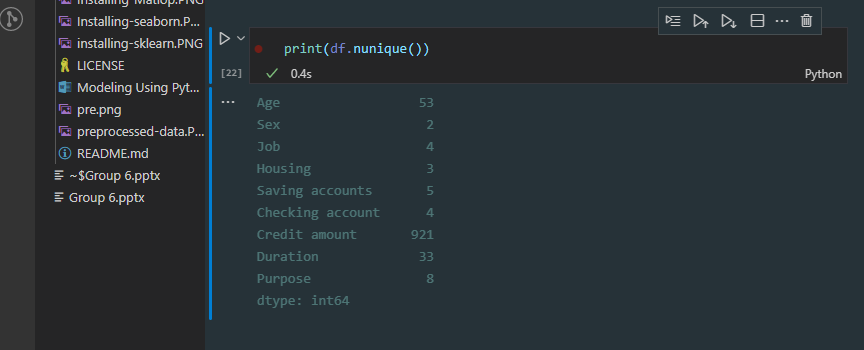 Installing-Matlop.PNG
Installing-seaborn.P...
installing-sklearn.PNG
LICENSE
Modeling Using Pyt...
pre.png
preprocessed-data.P...
README.md
~$Group 6.pptx
Group 6.pptx
print(df.nunique())
[22]
0.4s
Python
Age 53
Sex 2
Job 4
Housing 3
Saving accounts 5
Checking account 4
Credit amount 921
Duration 33
Purpose 8
dtype: int64